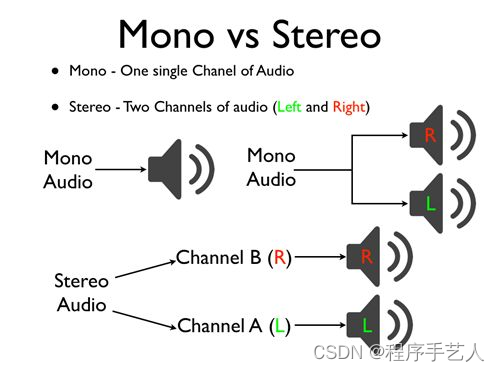 Mono vs Stereo
• Mono - One single Chanel of Audio
• Stereo - Two Channels of audio (Left and Right)
Mono
Audio
Mono
Audio
R
L
Stereo
Audio
Channel B (R)
R
Channel A (L)
L
CSDN @程序手艺人